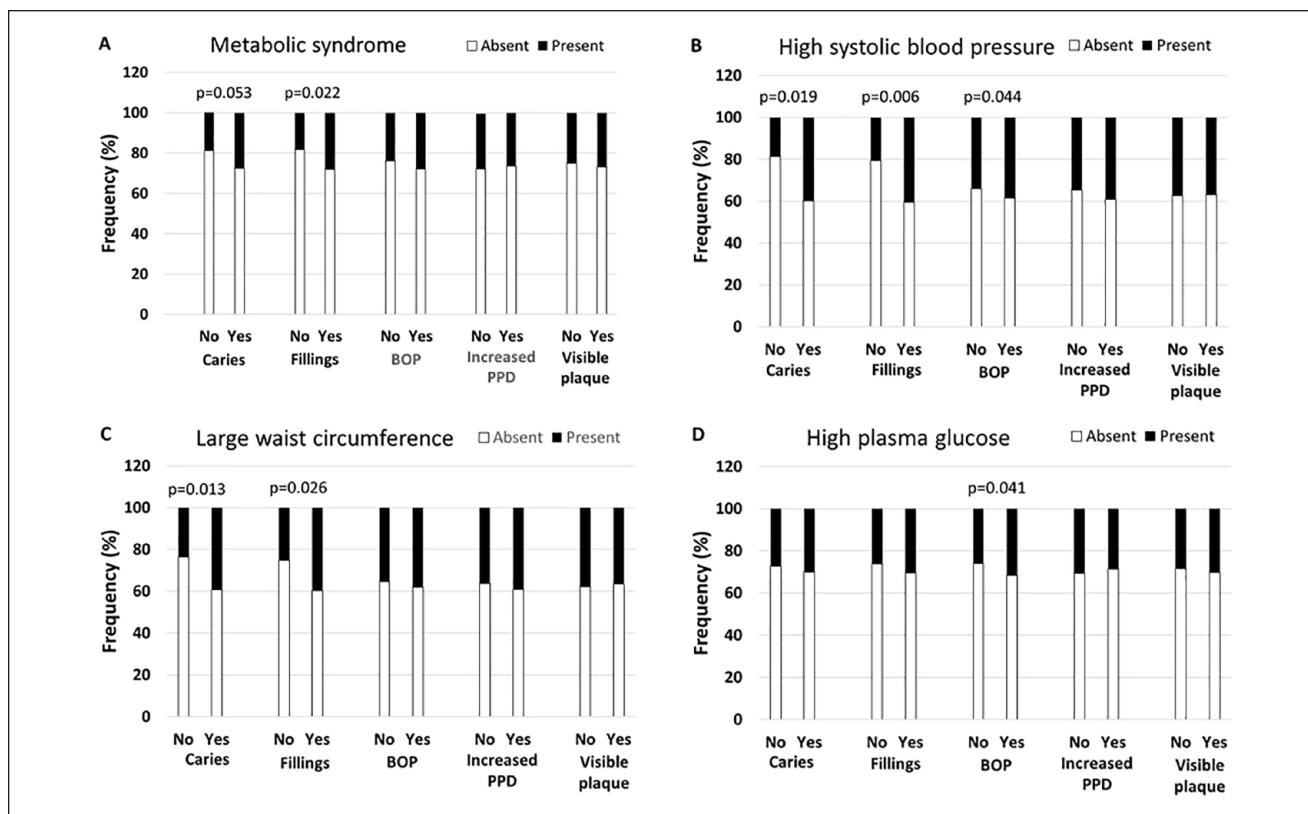 A Metabolic syndrome □Absent ■Present
120
p=0.053 p=0.022
100
80
60
40
20
0
Frequency (%)
No Yes No Yes No Yes No Yes No Yes
Caries Fillings BOP Increased PPD Visible plaque
B High systolic blood pressure □Absent ■Present
120
p=0.019 p=0.006 p=0.044
100
80
60
40
20
0
Frequency (%)
No Yes No Yes No Yes No Yes No Yes
Caries Fillings BOP Increased PPD Visible plaque
C Large waist circumference □Absent ■Present
120
p=0.013 p=0.026
100
80
60
40
20
0
Frequency (%)
No Yes No Yes No Yes No Yes No Yes
Caries Fillings BOP Increased PPD Visible plaque
D High plasma glucose □Absent ■Present
120
p=0.041
100
80
60
40
20
0
Frequency (%)
No Yes No Yes No Yes No Yes No Yes
Caries Fillings BOP Increased PPD Visible plaque